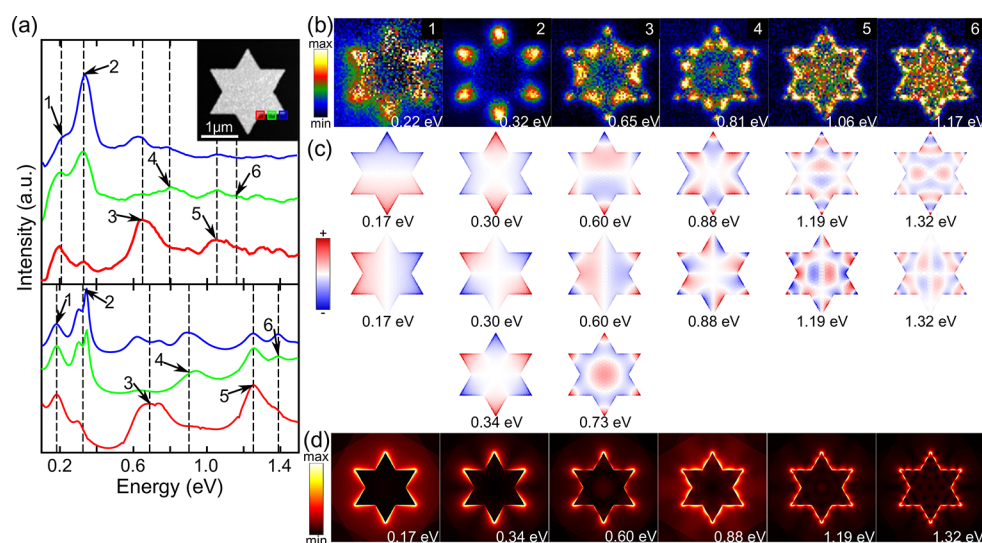 (a)
Intensity (a.u.)
1
2
3
4
5
6
1µm
1
2
3
4
5
6
0.2 0.6 1.0 1.4
Energy (eV)
(b)
max
min
1 2 3 4 5 6
0.22 eV 0.32 eV 0.65 eV 0.81 eV 1.06 eV 1.17 eV
(c)
+
-
0.17 eV 0.30 eV 0.60 eV 0.88 eV 1.19 eV 1.32 eV
0.17 eV 0.30 eV 0.60 eV 0.88 eV 1.19 eV 1.32 eV
0.34 eV 0.73 eV
(d)
max
min
0.17 eV 0.34 eV 0.60 eV 0.88 eV 1.19 eV 1.32 eV